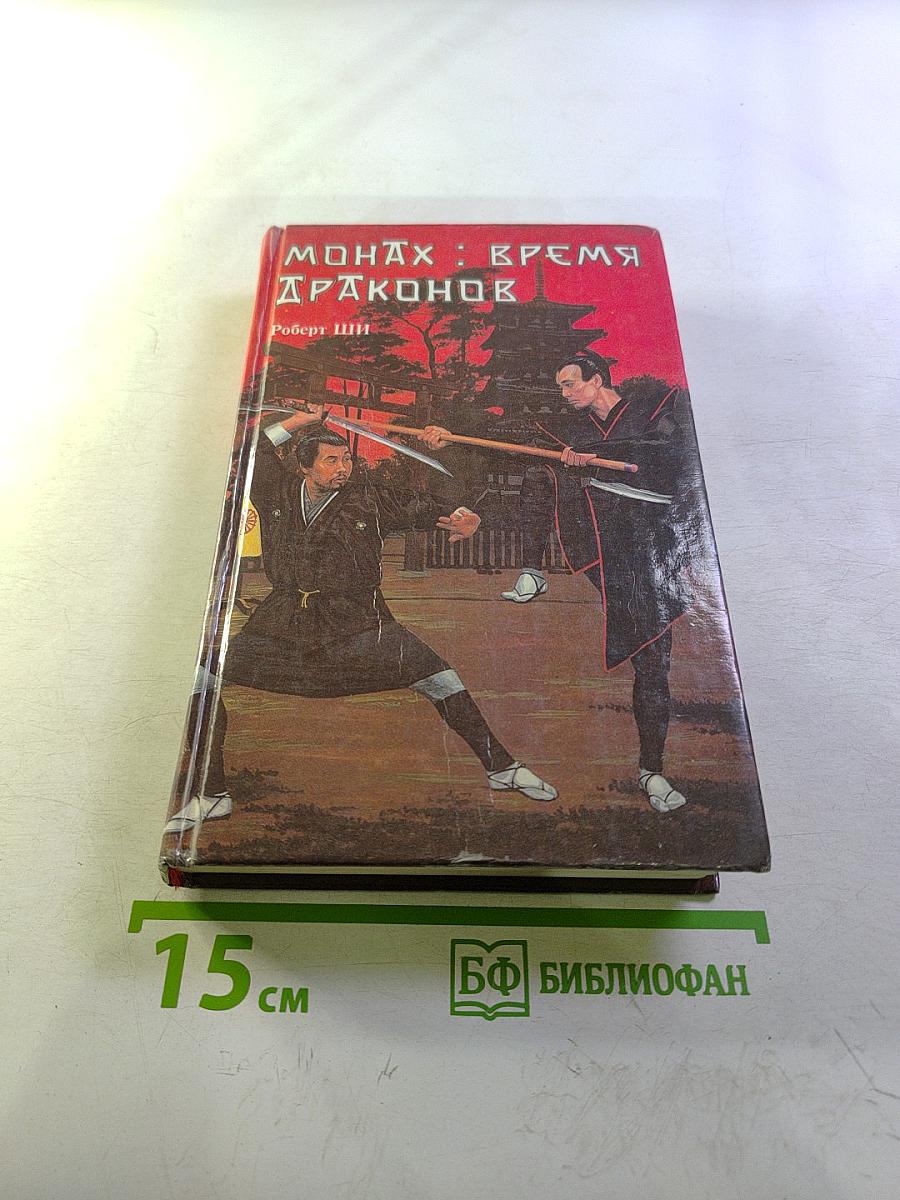 МОНАХ : ВРЕМЯ
ДРАКОНОВ
Роберт ШИ
15 см
БФ БИБЛИОФАН